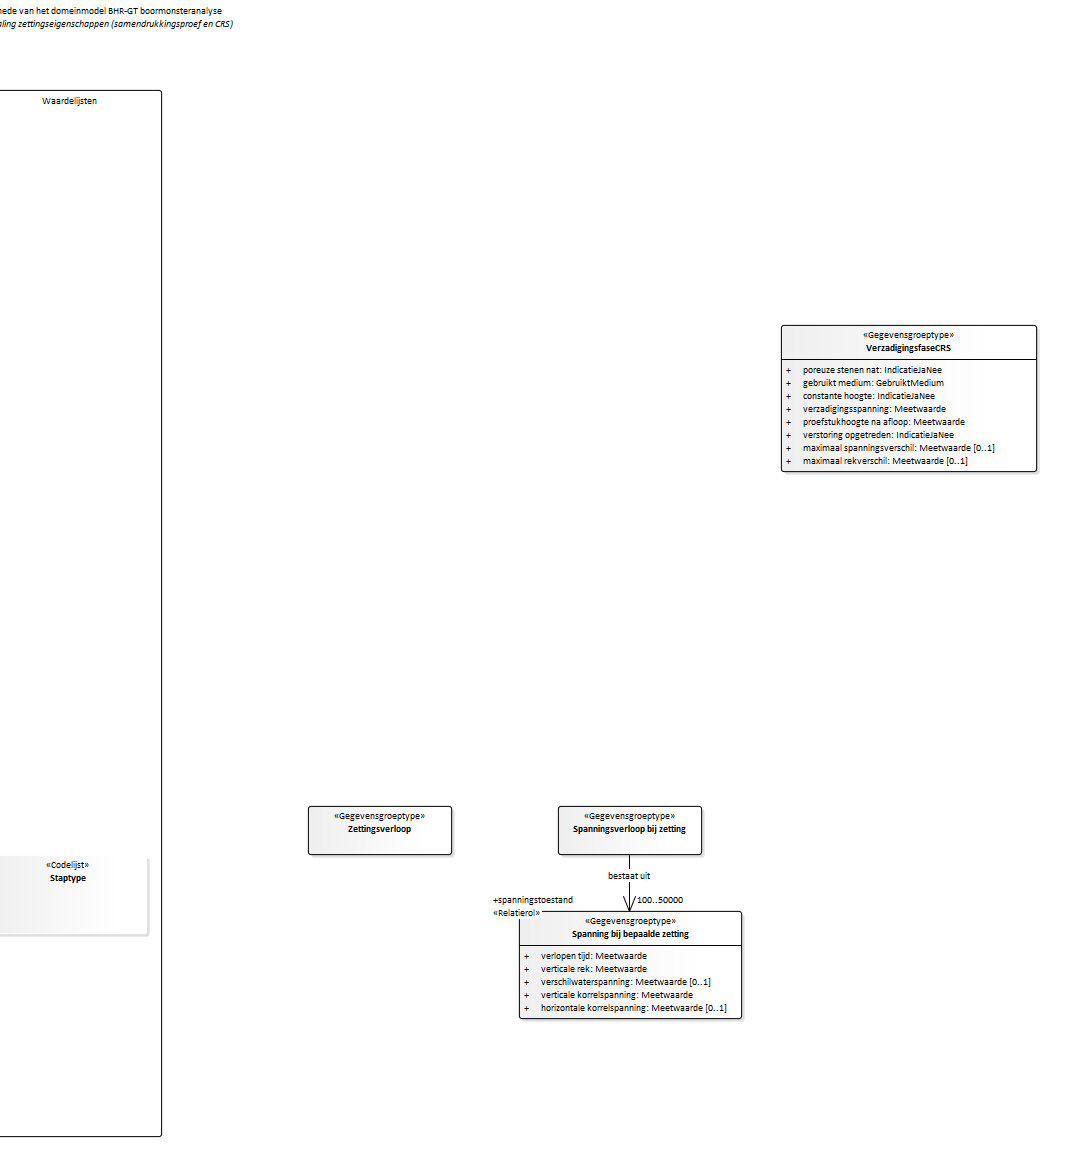 van het domeinmodel BHR-GT boormonsteranalyse
zettingseigenschappen (samendrukkingsproef en CRS)
Waardelijsten
«Gegevensgroeptype»
VerzadigingsfaseCRS
+ poreuze stenen nat: IndicatieJaNee
+ gebruikt medium: GebruiktMedium
+ constante hoogte: IndicatieJaNee
+ verzadigingsspanning: Meetwaarde
+ proefstukhoogte na afloop: Meetwaarde
+ verstoring opgetreden: IndicatieJaNee
+ maximaal spanningsverschil: Meetwaarde [0..1]
+ maximaal rekverschil: Meetwaarde [0..1]
«Gegevensgroeptype»
Zettingsverloop
«Gegevensgroeptype»
Spanningsverloop bij zetting
«Codelijst»
Staptype
bestaat uit
+spanningstoestand
100..50000
«Relatierol»
«Gegevensgroeptype»
Spanning bij bepaalde zetting
+ verlopen tijd: Meetwaarde
+ verticale rek: Meetwaarde
+ verschilwaterspanning: Meetwaarde [0..1]
+ verticale korrelspanning: Meetwaarde
+ horizontale korrelspanning: Meetwaarde [0..1]